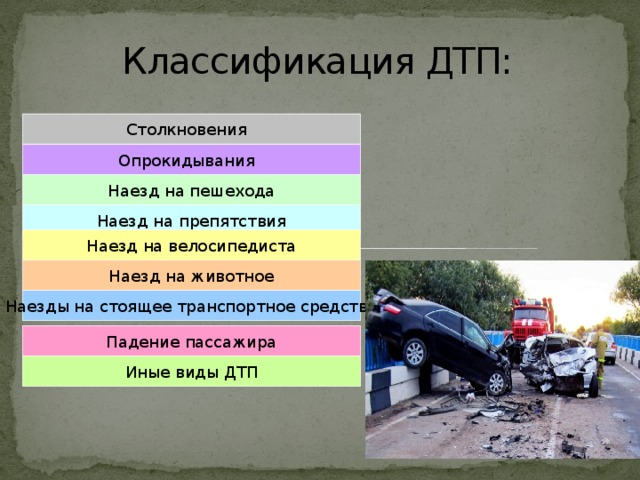 Классификация ДТП:
Столкновения
Опрокидывания
Наезд на пешехода
Наезд на препятствия
Наезд на велосипедиста
Наезд на животное
Наезды на стоящее транспортное средств
Падение пассажира
Иные виды ДТП